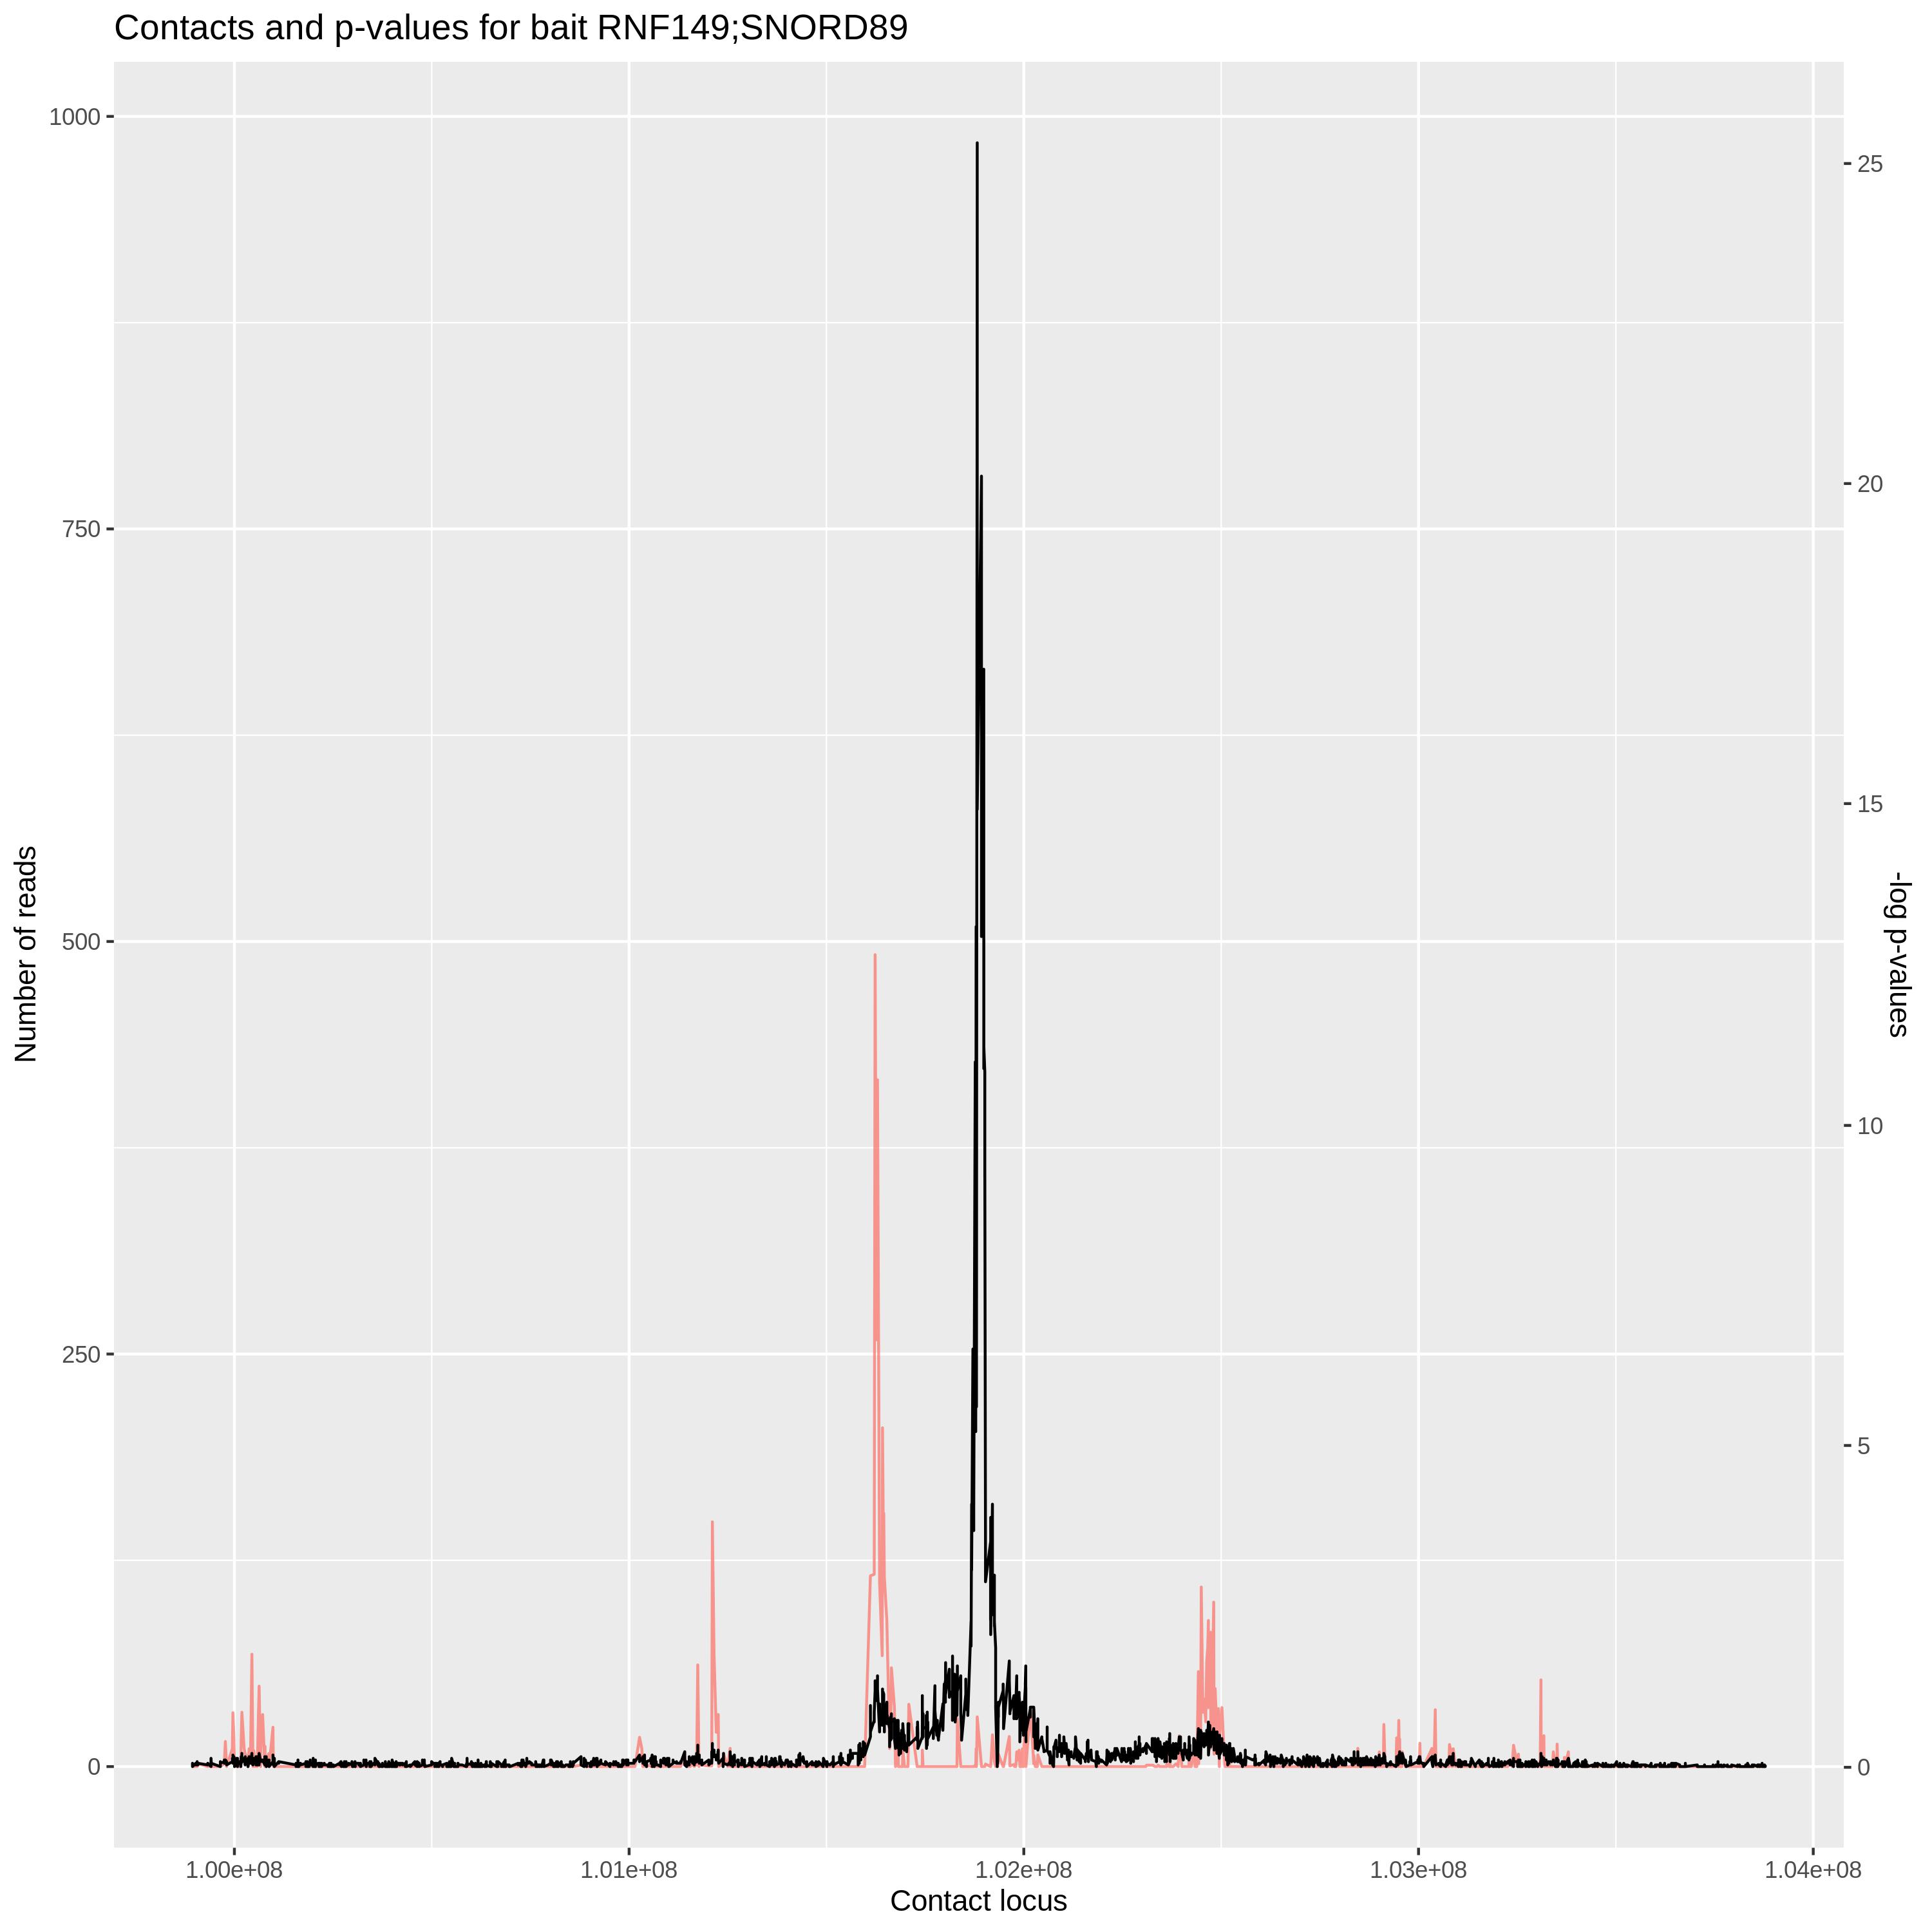 Contacts and p-values for bait RNF149;SNORD89
1000
750
500
250
0
Number of reads
25
20
15
10
5
0
-log p-values
1.00e+08
1.01e+08
1.02e+08
1.03e+08
1.04e+08
Contact locus